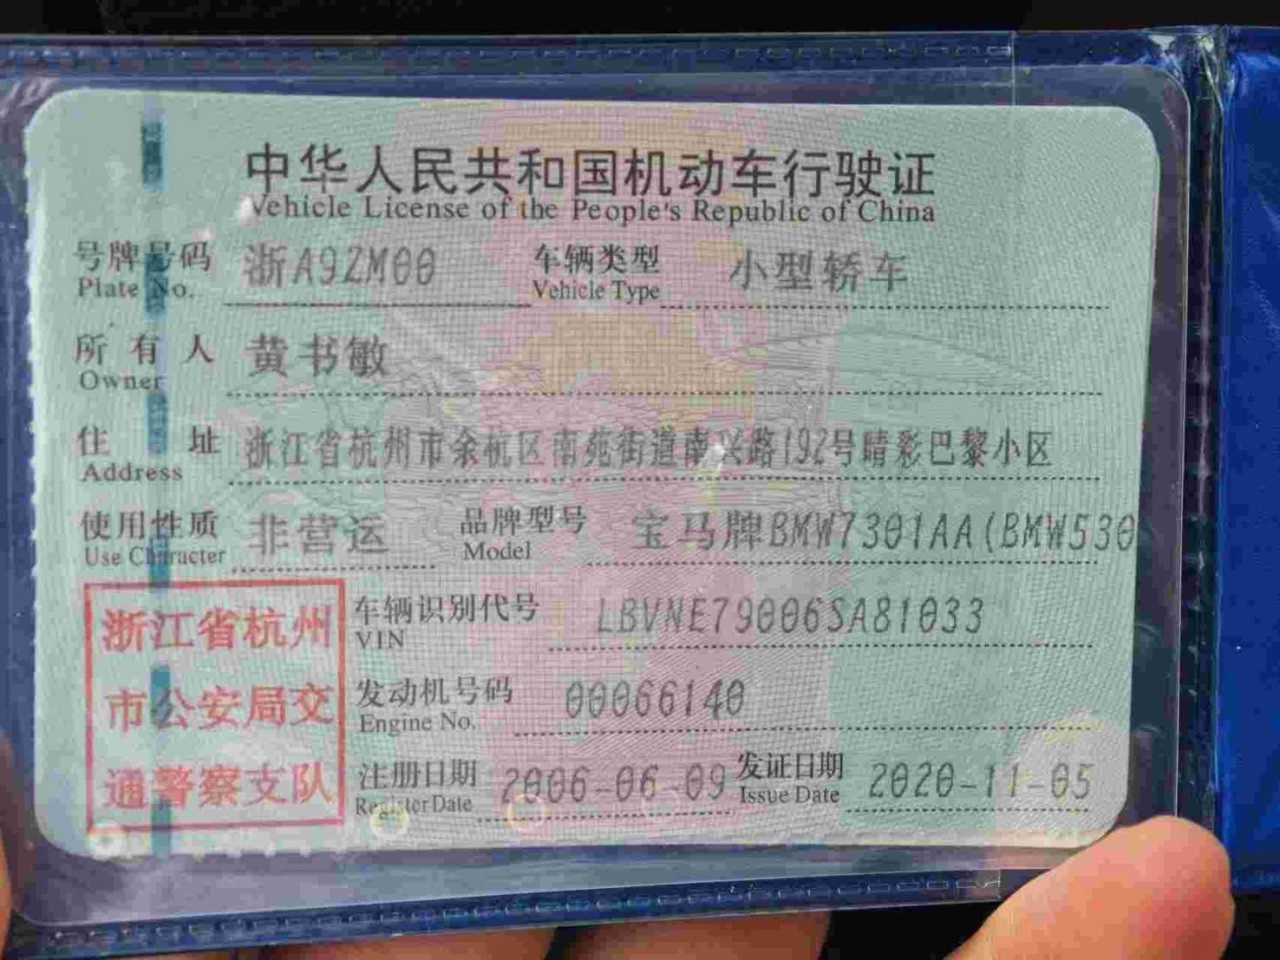 中华人民共和国机动车行驶证
Vehicle License of the People's Republic of China
号牌号码 浙A9ZM00 车辆类型 小型轿车
Plate No. Vehicle Type
所有人 黄书敏
Owner
住址 浙江省杭州市余杭区南苑街道南兴路192号晴彩巴黎小区
Address
使用性质 非营运 品牌型号 宝马牌BMW7301AA(BMW530
Use Character Model
浙江省杭州
市公安局交
通警察支队
车辆识别代号 LBVNE79006SA81033
VIN
发动机号码 00066140
Engine No.
注册日期 2006-06-09 发证日期 2020-11-05
Register Date Issue Date